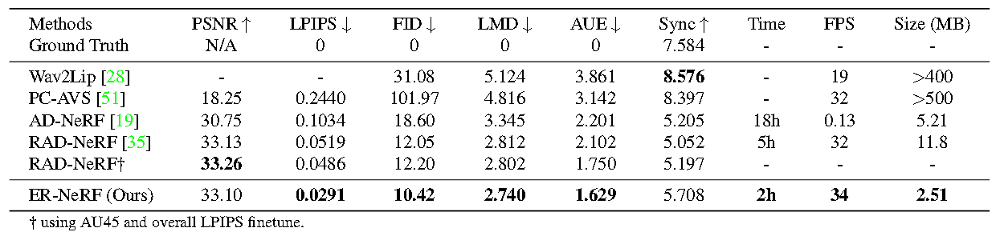 Methods PSNR ↑ LPIPS ↓ FID ↓ LMD ↓ AUE ↓ Sync ↑ Time FPS Size (MB)
Ground Truth N/A 0 0 0 0 7.584 - - -
Wav2Lip [28] - - 31.08 5.124 3.861 8.576 - 19 >400
PC-AVS [51] 18.25 0.2440 101.97 4.816 3.142 8.397 - 32 >500
AD-NeRF [19] 30.75 0.1034 18.60 3.345 2.201 5.205 18h 0.13 5.21
RAD-NeRF [35] 33.13 0.0519 12.05 2.812 2.102 5.052 5h 32 11.8
RAD-NeRF† 33.26 0.0486 12.20 2.802 1.750 5.197 - - -
ER-NeRF (Ours) 33.10 0.0291 10.42 2.740 1.629 5.708 2h 34 2.51
† using AU45 and overall LPIPS finetune.